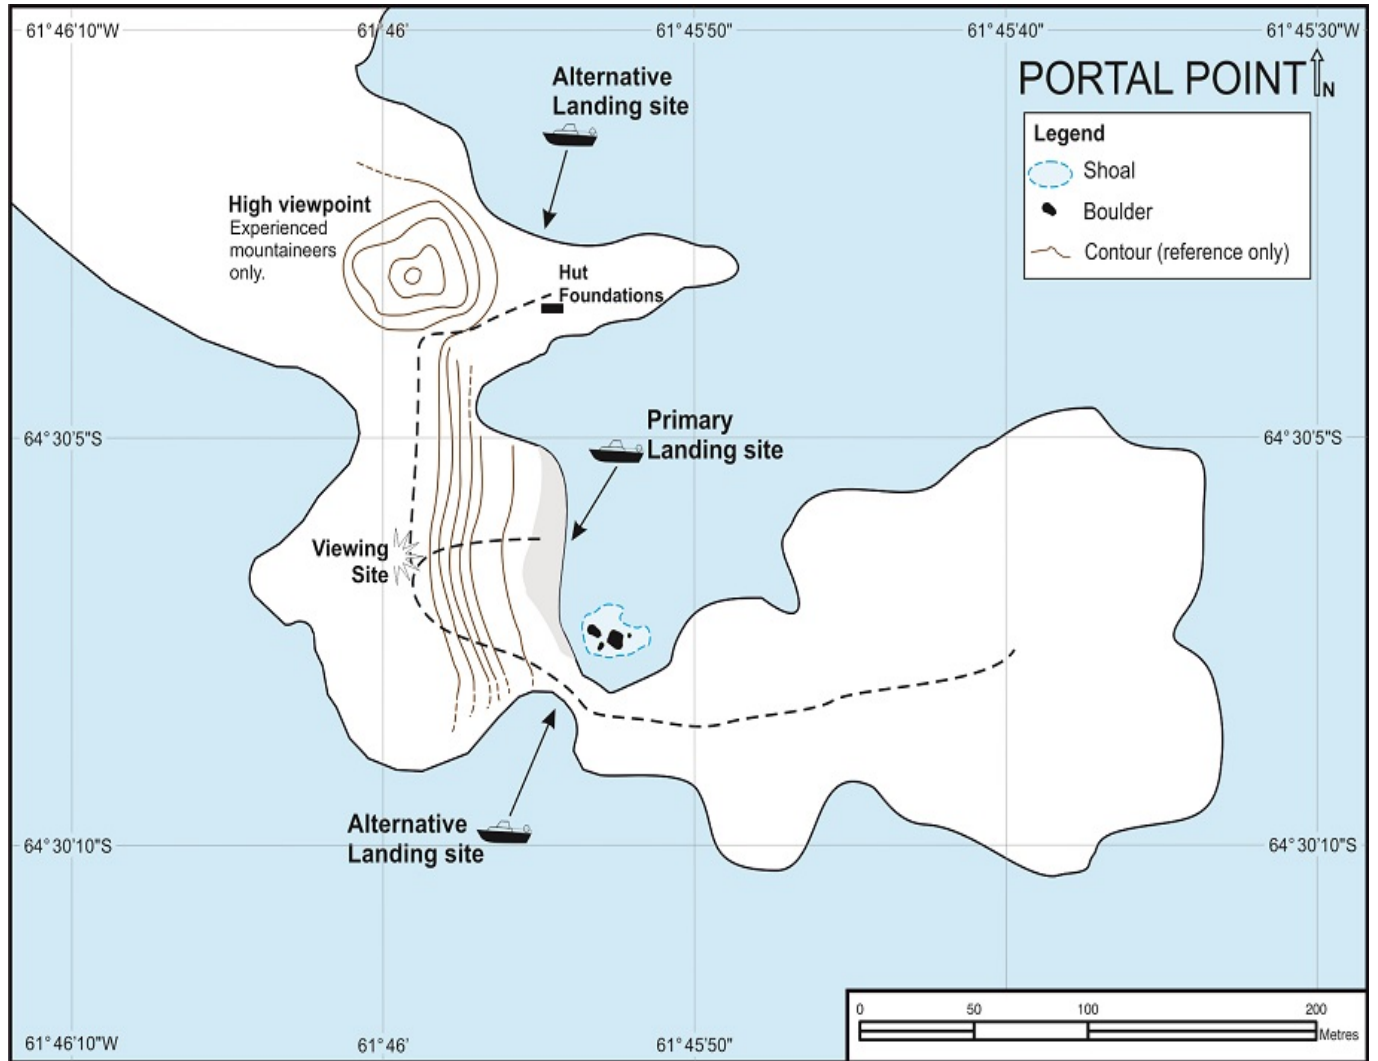 61°46'10"W
61°46'
61°45'50"
61°45'40"
61°45'30"W
PORTAL POINT
N
Alternative
Landing site
Legend
Shoal
Boulder
Contour (reference only)
High viewpoint
Experienced
mountaineers
only.
Hut
Foundations
Primary
Landing site
64°30'5"S
64°30'5"S
Viewing
Site
Alternative
Landing site
64°30'10"S
64°30'10"S
0
50
100
200
Metres
61°46'10"W
61°46'
61°45'50"